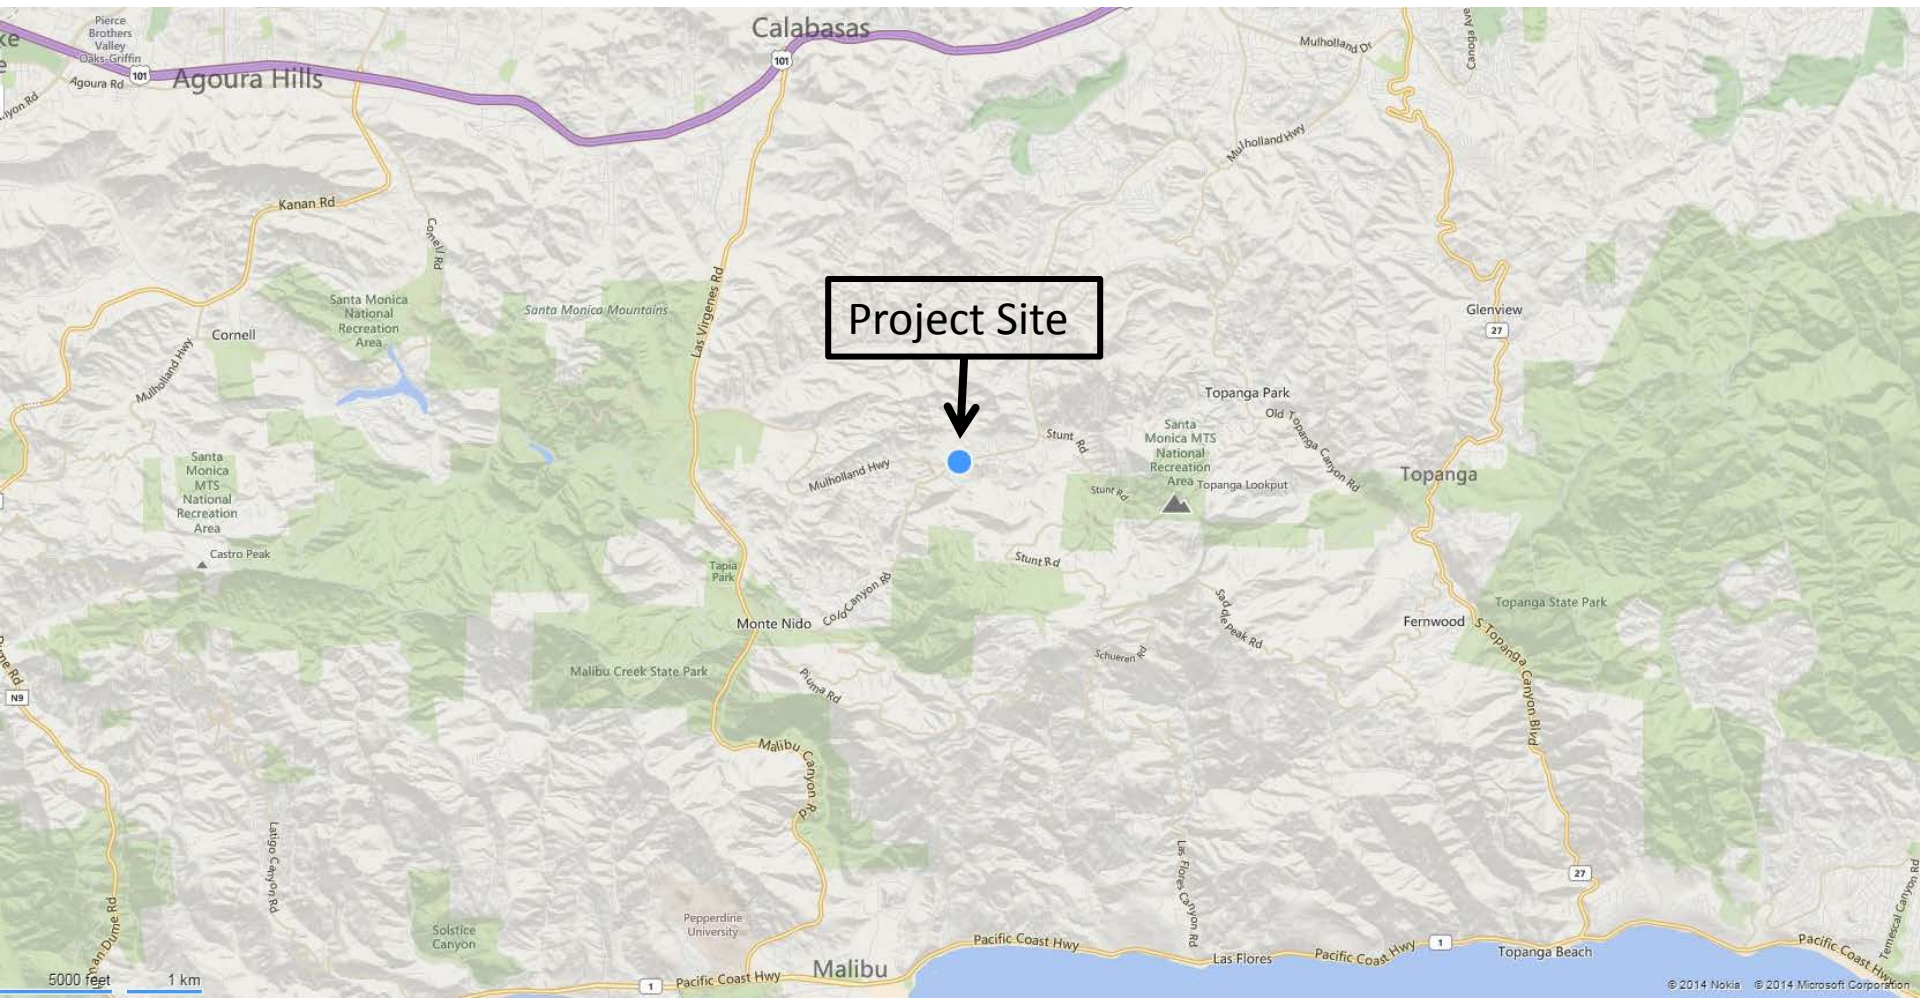 Pierce
Brothers
Valley
Oaks-Griffin
Calabasas
101
Agoura Hills
101
Agoura Rd
Mulholland Dr
Canoga Ave
Mulholland Hwy
Kanan Rd
Cornell Rd
Las Virgenes Rd
Santa Monica
National
Recreation
Area
Santa Monica Mountains
Project Site
Glenview
27
Cornell
Mulholland Hwy
Topanga Park
Old Topanga Canyon Rd
Santa
Monica MTS
National
Recreation
Area
Topanga Lookput
Stunt Rd
Stunt Rd
Mulholland Hwy
Topanga
Santa
Monica
MTS
National
Recreation
Area
Castro Peak
Tapia
Park
Stunt Rd
Cold Canyon Rd
Monte Nido
Saddle Peak Rd
Fernwood
Topanga State Park
S Topanga Canyon Blvd
Schueren Rd
Malibu Creek State Park
Piuma Rd
N9
Malibu Canyon Rd
Latigo Canyon Rd
Las Flores Canyon Rd
27
Temescal Canyon Rd
Pepperdine
University
Solstice
Canyon
Pacific Coast Hwy
1
Pacific Coast Hwy
Pacific Coast Hwy
Las Flores
Topanga Beach
Malibu
1
Pacific Coast Hwy
5000 feet
1 km
© 2014 Nokia © 2014 Microsoft Corporation